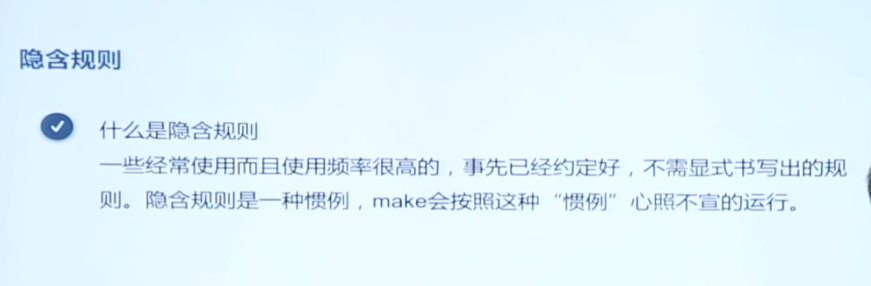 隐含规则
什么是隐含规则
一些经常使用而且使用频率很高的，事先已经约定好，不需显式书写出的规
则。隐含规则是一种惯例，make会按照这种“惯例”心照不宣的运行。